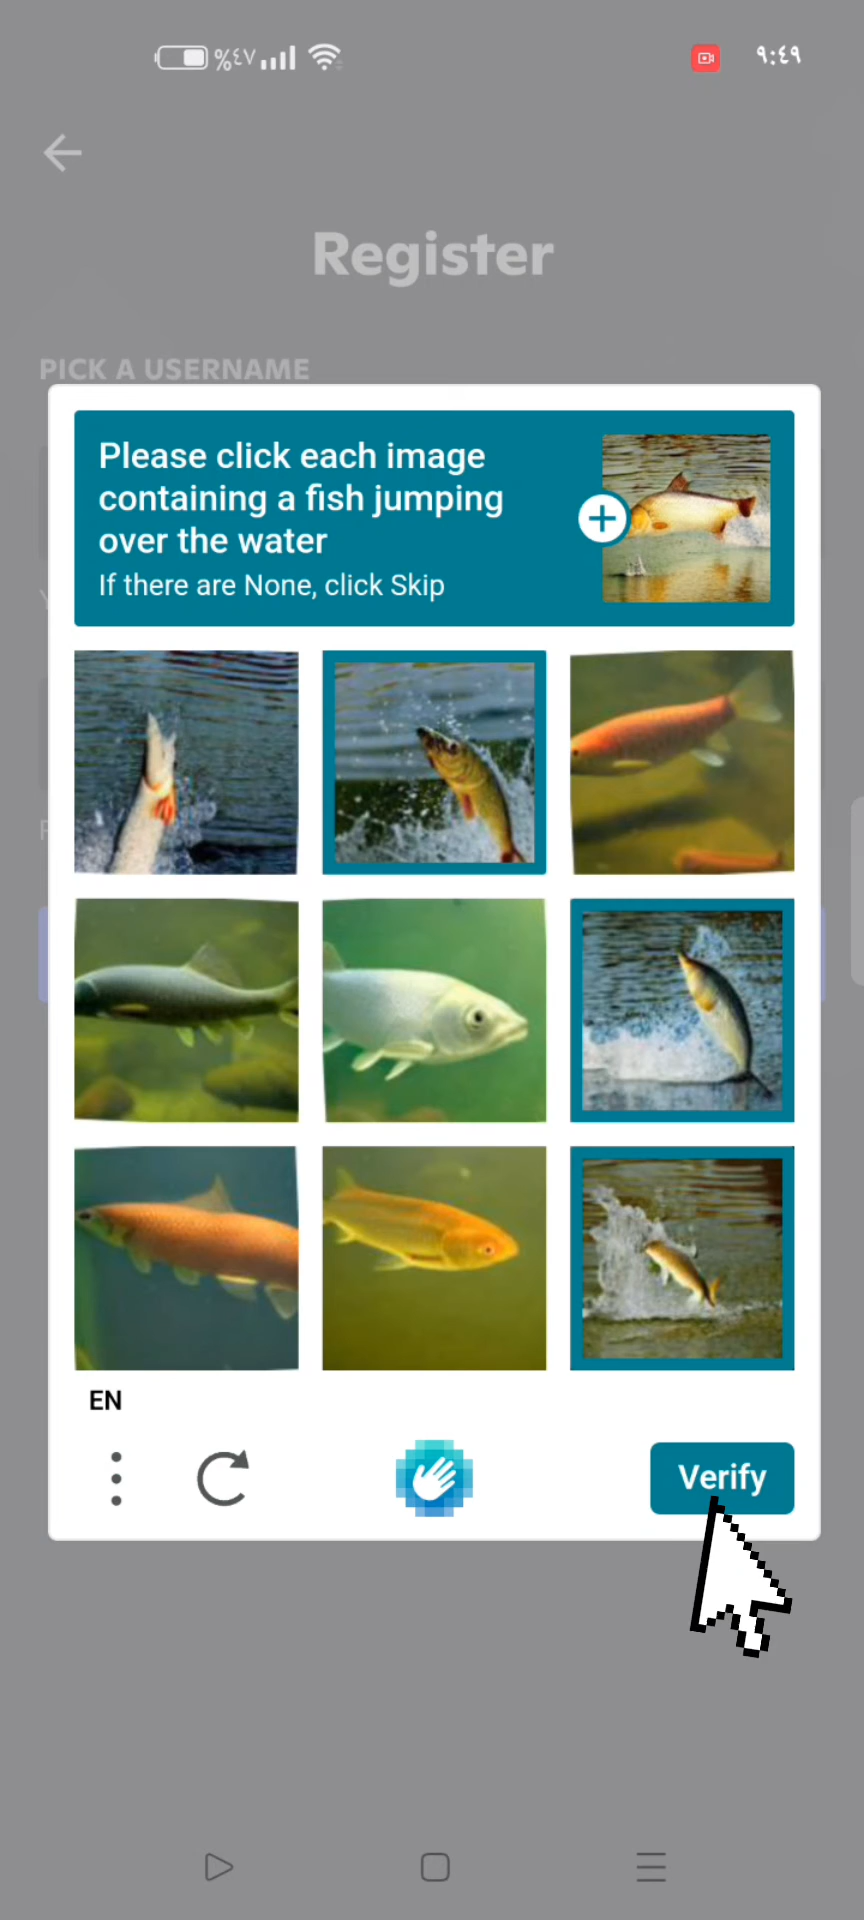 %٤٧
٩:٤٩
Register
PICK A USERNAME
Please click each image
containing a fish jumping
over the water
If there are None, click Skip
EN
Verify